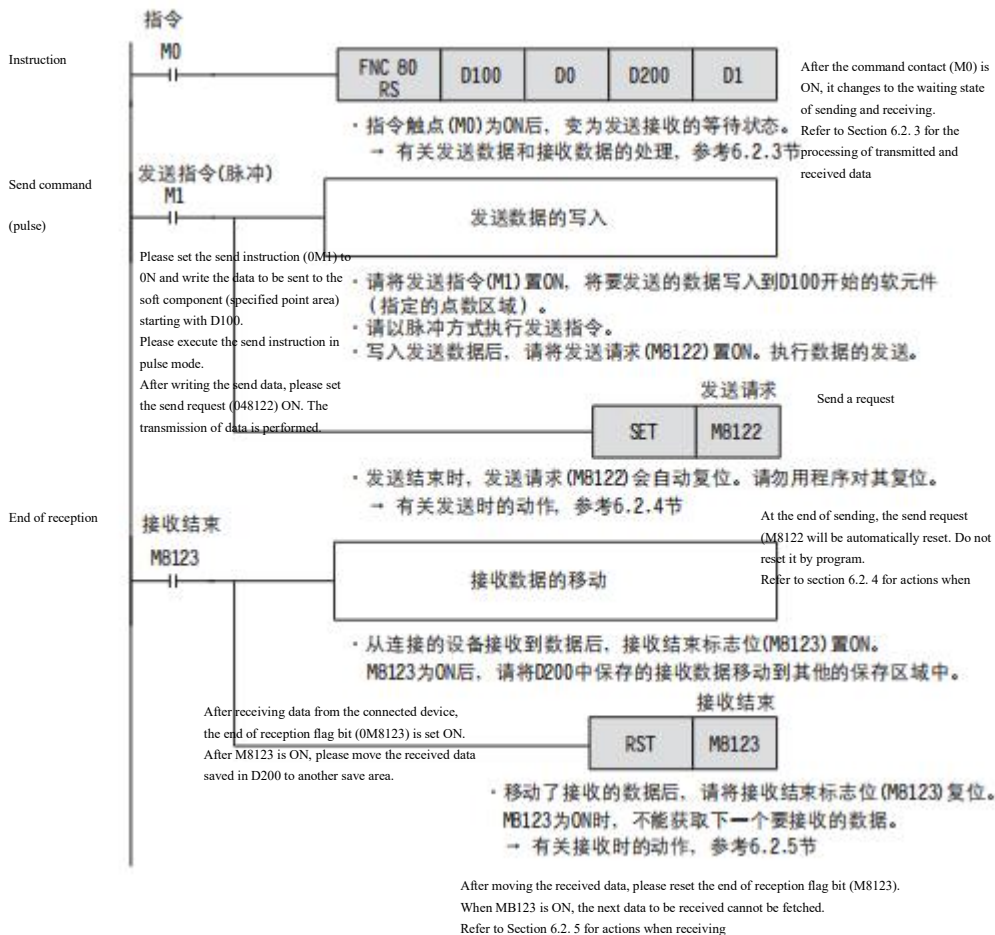 指令
Instruction
M0
FNC 80 RS D100 D0 D200 D1
After the command contact (M0) is
ON, it changes to the waiting state
of sending and receiving.
Refer to Section 6.2. 3 for the
processing of transmitted and
received data
・指令触点(M0)为ON后，变为发送接收的等待状态。
→ 有关发送数据和接收数据的处理，参考6.2.3节
Send command
(pulse)
发送指令(脉冲)
M1
发送数据的写入
Please set the send instruction (0M1) to
0N and write the data to be sent to the
soft component (specified point area)
starting with D100.
Please execute the send instruction in
pulse mode.
After writing the send data, please set
the send request (048122) ON. The
transmission of data is performed.
・请将发送指令(M1)置ON，将要发送的数据写入到D100开始的软元件
(指定的点数区域)。
・请以脉冲方式执行发送指令。
・写入发送数据后，请将发送请求(M8122)置ON。执行数据的发送。
发送请求
Send a request
SET M8122
・发送结束时，发送请求(M8122)会自动复位。请勿用程序对其复位。
→ 有关发送时的动作，参考6.2.4节
End of reception
接收结束
M8123
At the end of sending, the send request
(M8122 will be automatically reset. Do not
reset it by program.
Refer to section 6.2. 4 for actions when
接收数据的移动
・从连接的设备接收到数据后，接收结束标志位(M8123)置ON。
M8123为ON后，请将D200中保存的接收数据移动到其他的保存区域中。
接收结束
After receiving data from the connected device,
the end of reception flag bit (0M8123) is set ON.
After M8123 is ON, please move the received data
saved in D200 to another save area.
RST M8123
・移动了接收的数据后，请将接收结束标志位(M8123)复位。
M8123为ON时，不能获取下一个要接收的数据。
→ 有关接收时的动作，参考6.2.5节
After moving the received data, please reset the end of reception flag bit (M8123).
When MB123 is ON, the next data to be received cannot be fetched.
Refer to Section 6.2. 5 for actions when receiving